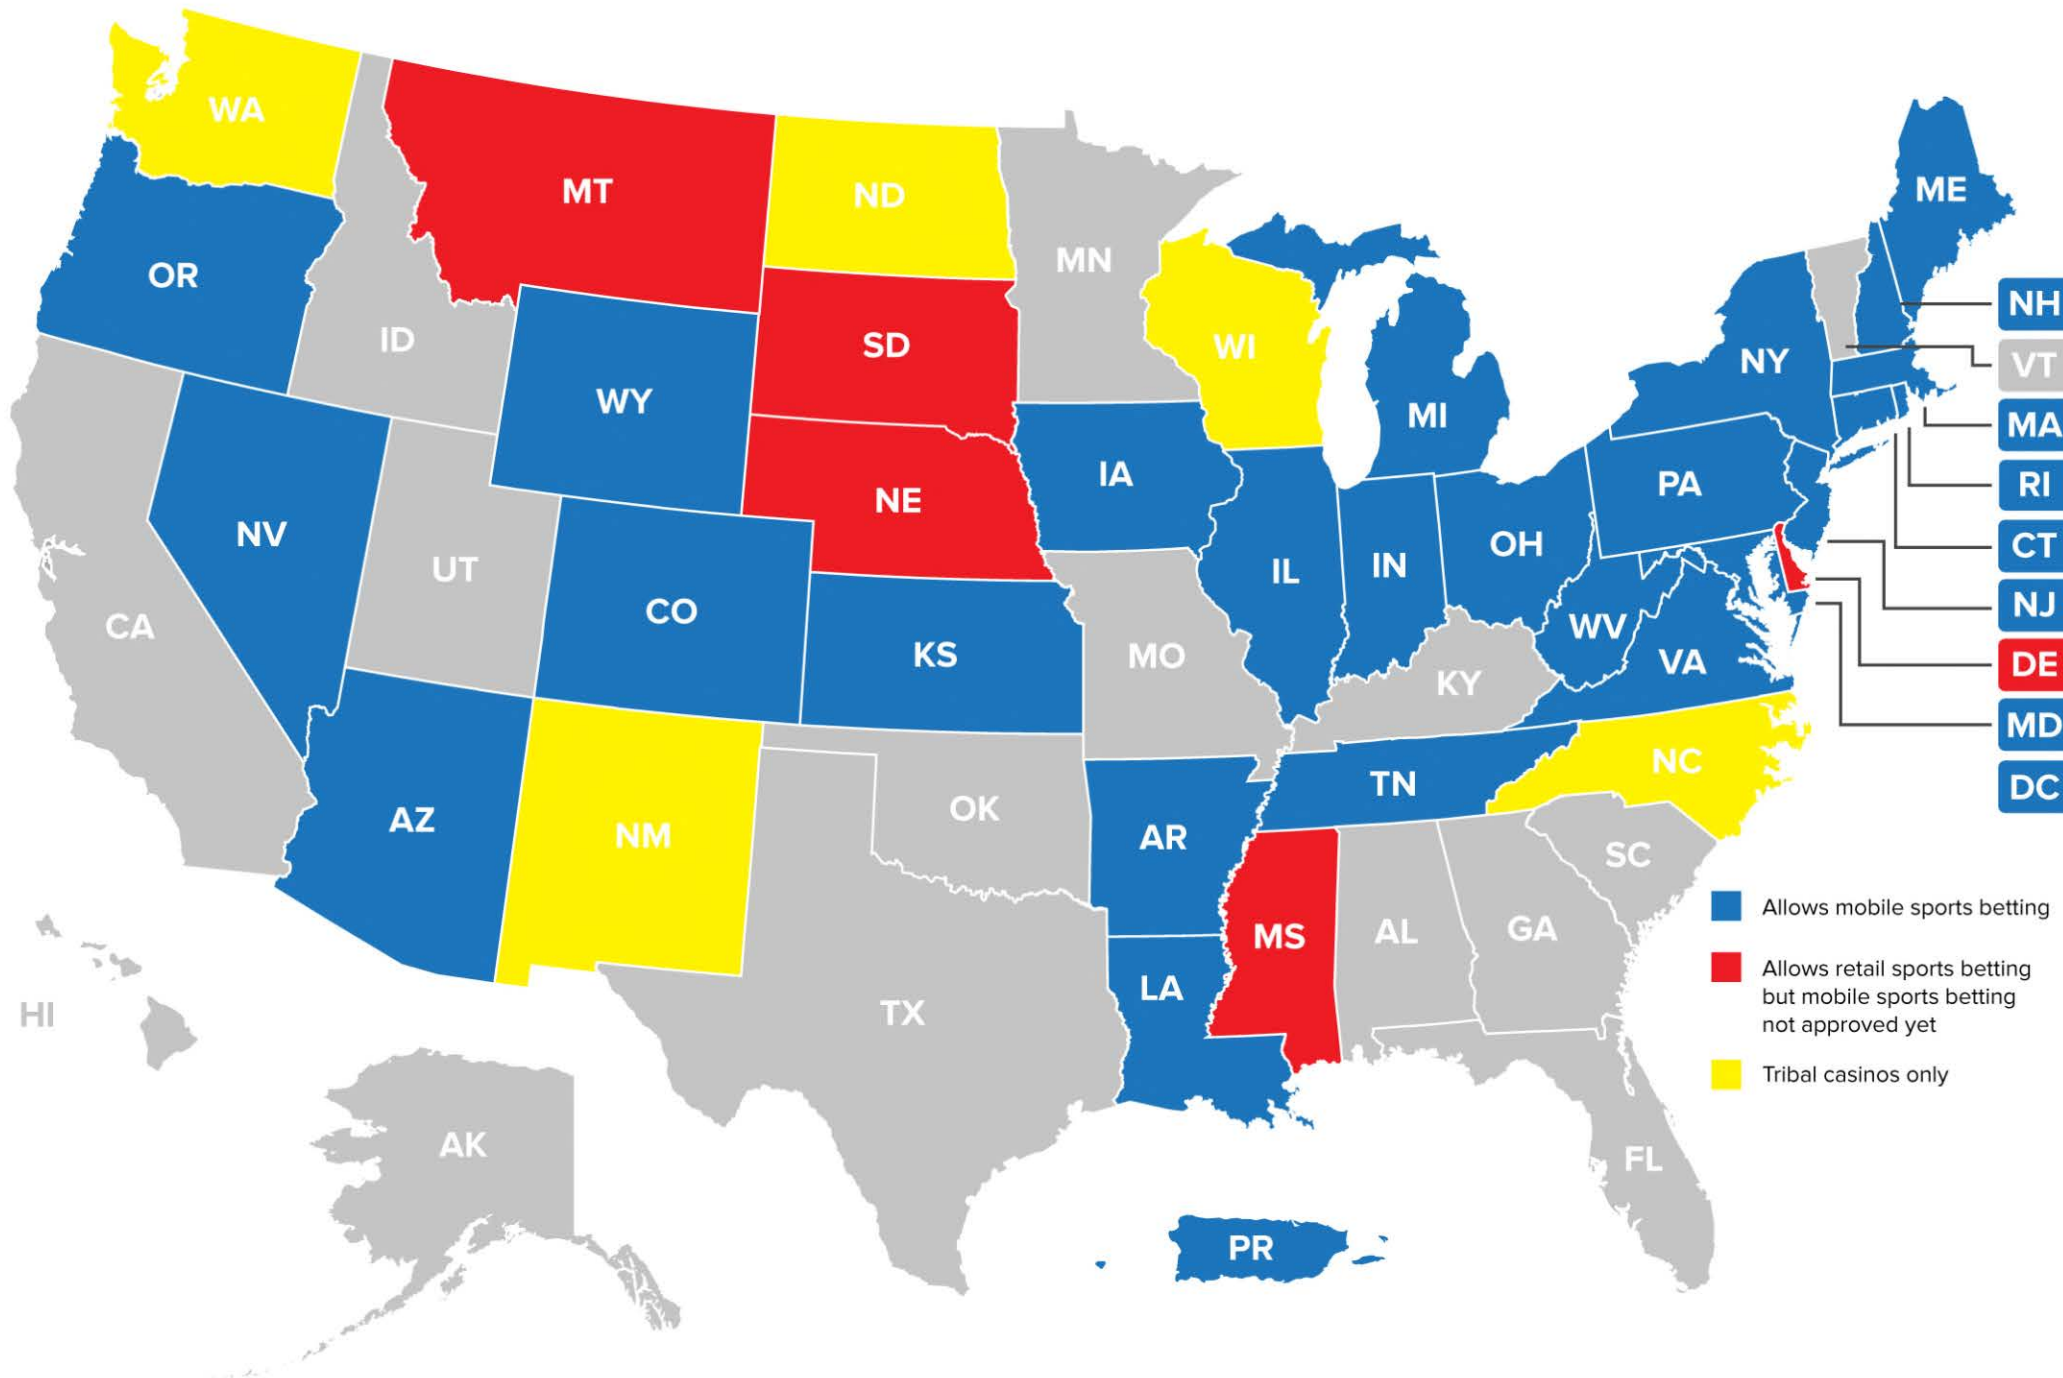 WA
MT
ND
MN
ME
OR
ID
SD
WI
NH
WY
MI
NY
VT
MA
NE
IA
PA
RI
NV
UT
CO
KS
IL
IN
OH
CT
CA
MO
KY
WV
VA
NJ
DE
MD
DC
AZ
NM
OK
AR
TN
NC
SC
MS
AL
GA
LA
TX
HI
AK
FL
PR
Allows mobile sports betting
Allows retail sports betting
but mobile sports betting
not approved yet
Tribal casinos only